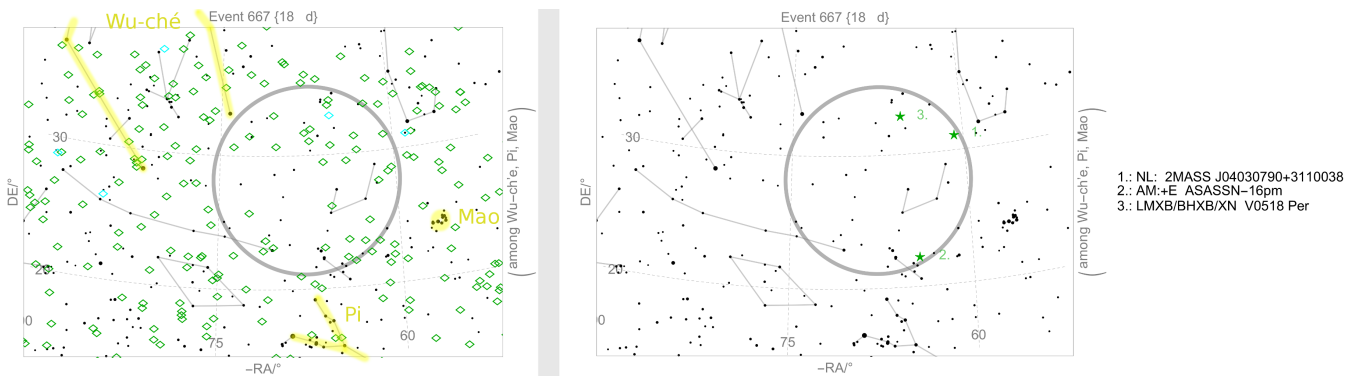 Event 667 {18 d}
Wu-ché
30
20
00
75
60
DE/°
−RA/°
Mao
Pi
(among Wu−ch'e, Pi, Mao)
Event 667 {18 d}
3.
1.
2.
30
20
0
75
60
DE/°
−RA/°
(among Wu−ch'e, Pi, Mao)
1.: NL: 2MASS J04030790+3110038
2.: AM:+E ASASSN−16pm
3.: LMXB/BHXB/XN V0518 Per